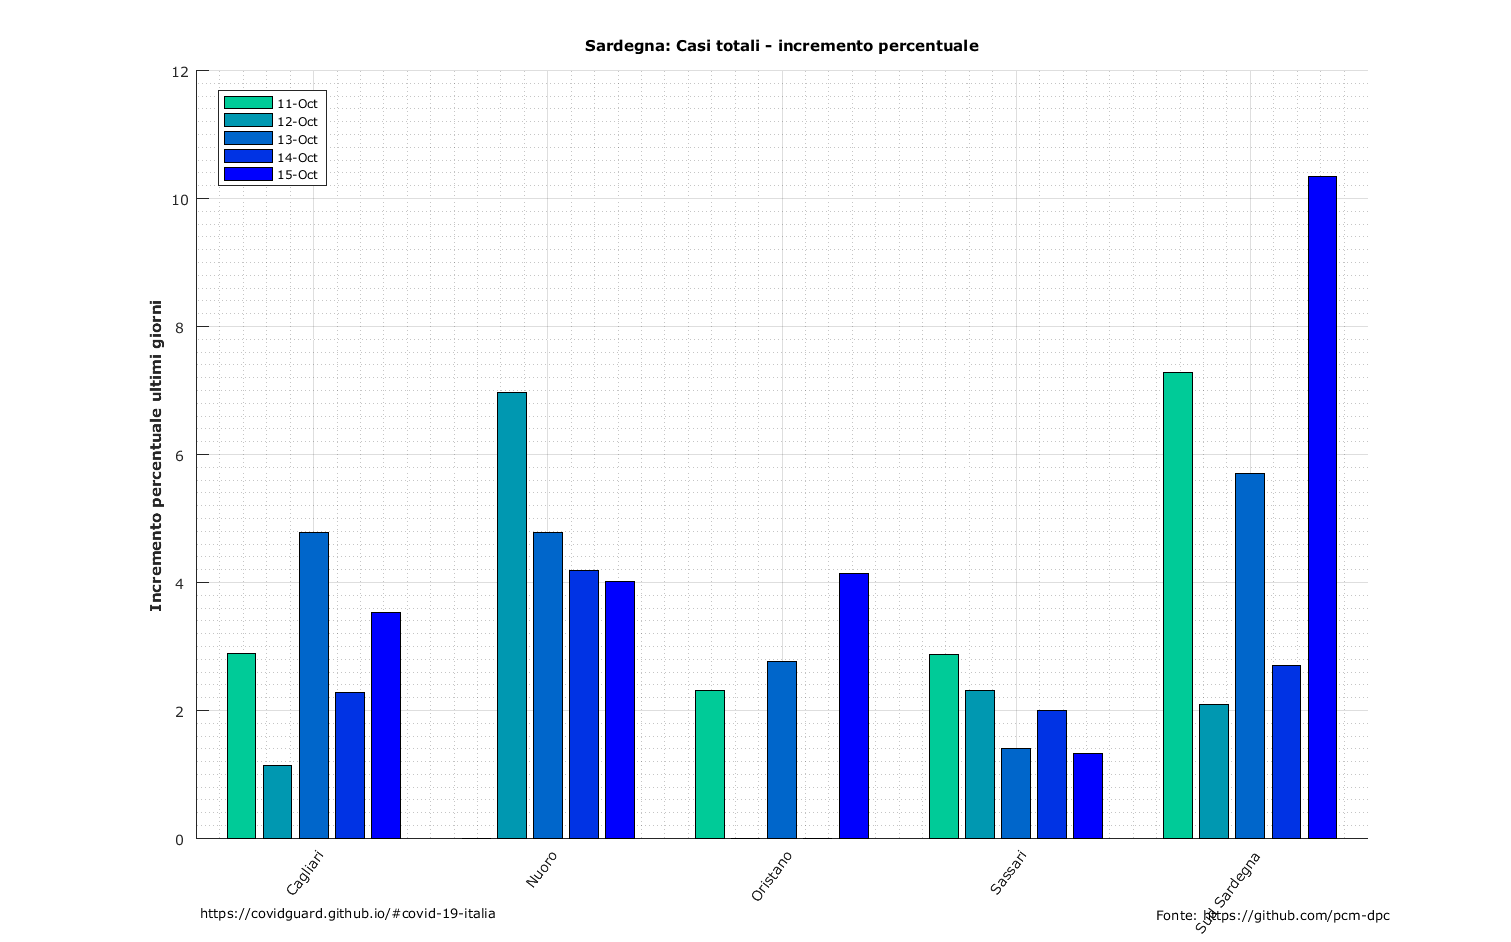 Sardegna: Casi totali - incremento percentuale
12
10
8
6
4
2
0
Incremento percentuale ultimi giorni
11-Oct
12-Oct
13-Oct
14-Oct
15-Oct
Cagliari
Nuoro
Oristano
Sassari
Sud Sardegna
https://covidguard.github.io/#covid-19-italia
Fonte: https://github.com/pcm-dpc